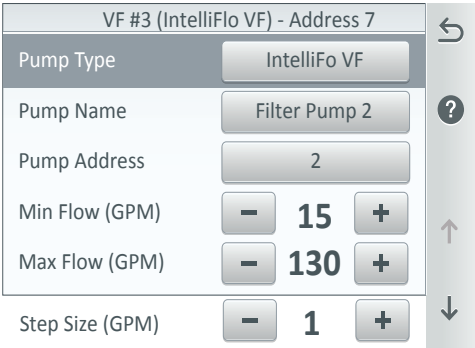 VF #3 (IntelliFlo VF) - Address 7
Pump Type IntelliFo VF
Pump Name Filter Pump 2
Pump Address 2
Min Flow (GPM) - 15 +
Max Flow (GPM) - 130 +
Step Size (GPM) - 1 +
?